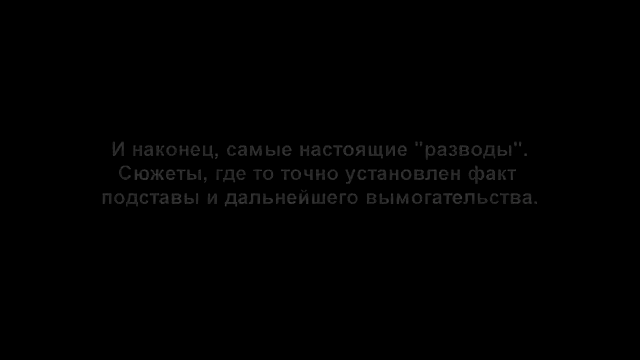 И наконец, самые настоящие "разводы".
Сюжеты, где то точно установлен факт
подставы и дальнейшего вымогательства.